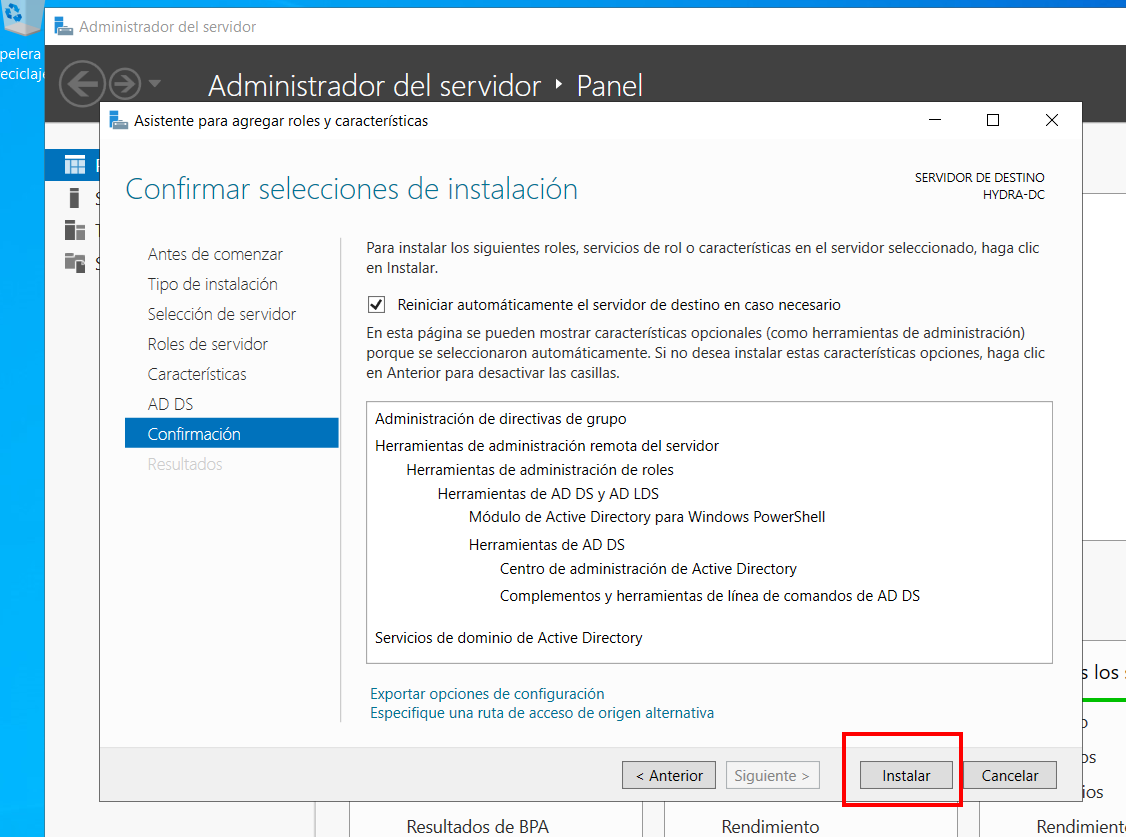 pelera
eciclaje
Administrador del servidor
Administrador del servidor
Panel
Asistente para agregar roles y características
Confirmar selecciones de instalación
SERVIDOR DE DESTINO
HYDRA-DC
Antes de comenzar
Tipo de instalación
Selección de servidor
Roles de servidor
Características
AD DS
Confirmación
Resultados
Para instalar los siguientes roles, servicios de rol o características en el servidor seleccionado, haga clic
en Instalar.
Reiniciar automáticamente el servidor de destino en caso necesario
En esta página se pueden mostrar características opcionales (como herramientas de administración)
porque se seleccionaron automáticamente. Si no desea instalar estas características opciones, haga clic
en Anterior para desactivar las casillas.
Administración de directivas de grupo
Herramientas de administración remota del servidor
Herramientas de administración de roles
Herramientas de AD DS y AD LDS
Módulo de Active Directory para Windows PowerShell
Herramientas de AD DS
Centro de administración de Active Directory
Complementos y herramientas de línea de comandos de AD DS
Servicios de dominio de Active Directory
Exportar opciones de configuración
Especifique una ruta de acceso de origen alternativa
< Anterior
Siguiente >
Instalar
Cancelar
s los
os
ios
Resultados de BPA
Rendimiento
Rendimient